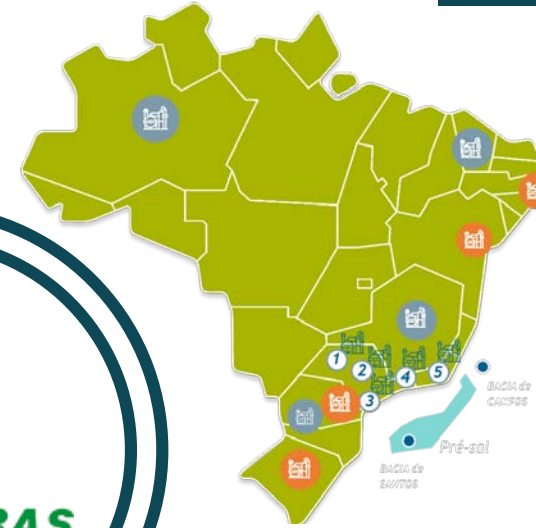 1
2
3
4
5
BACIA de
CAMPOS
Pré-sal
BACIA de
SANTOS